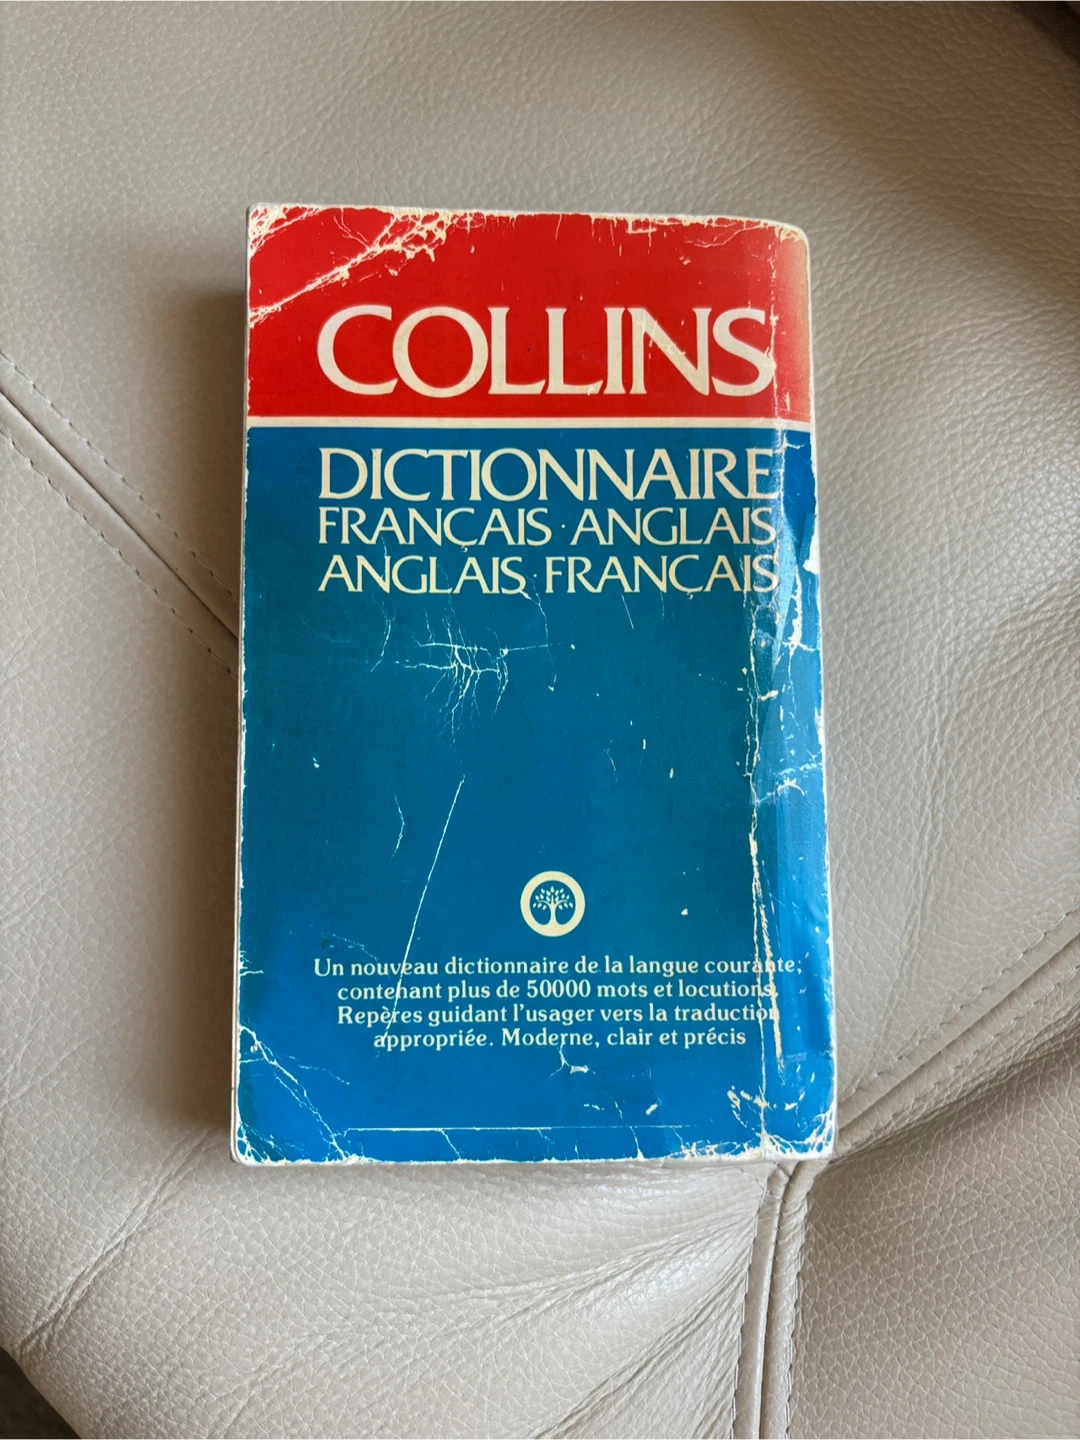 COLLINS
DICTIONNAIRE
FRANÇAIS · ANGLAIS
ANGLAIS · FRANÇAIS
Un nouveau dictionnaire de la langue courante;
contenant plus de 50000 mots et locutions.
Repères guidant l'usager vers la traduction
appropriée. Moderne, clair et précis